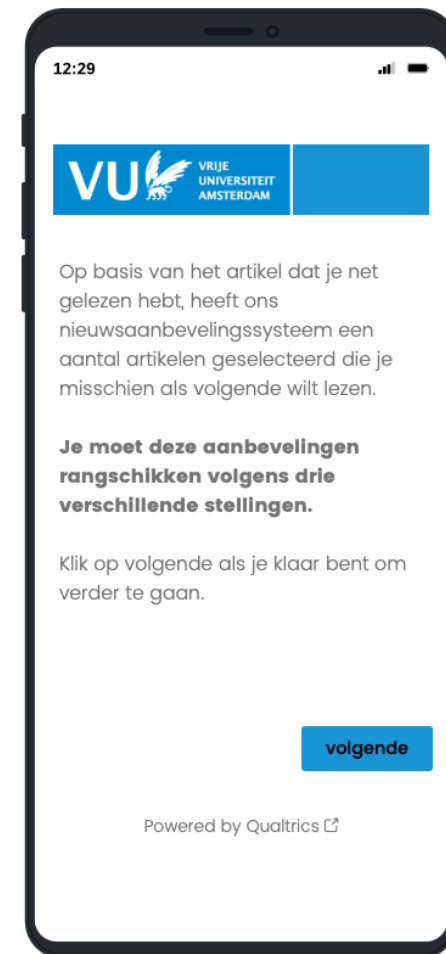 12:29
VU
VRIJE
UNIVERSITEIT
AMSTERDAM
Op basis van het artikel dat je net
gelezen hebt, heeft ons
nieuwsaanbevelingssysteem een
aantal artikelen geselecteerd die je
misschien als volgende wilt lezen.
Je moet deze aanbevelingen
rangschikken volgens drie
verschillende stellingen.
Klik op volgende als je klaar bent om
verder te gaan.
volgende
Powered by Qualtrics